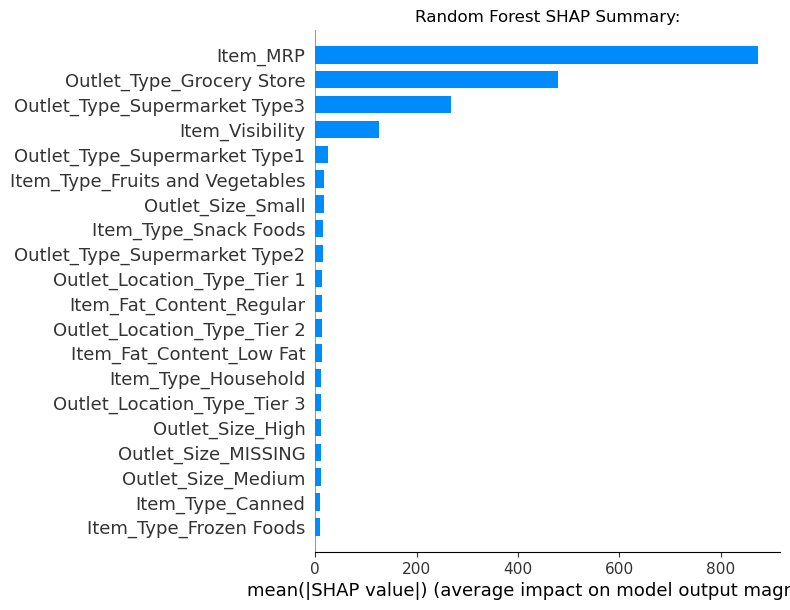 Random Forest SHAP Summary:
Item_MRP
Outlet_Type_Grocery Store
Outlet_Type_Supermarket Type3
Item_Visibility
Outlet_Type_Supermarket Type1
Item_Type_Fruits and Vegetables
Outlet_Size_Small
Item_Type_Snack Foods
Outlet_Type_Supermarket Type2
Outlet_Location_Type_Tier 1
Item_Fat_Content_Regular
Outlet_Location_Type_Tier 2
Item_Fat_Content_Low Fat
Item_Type_Household
Outlet_Location_Type_Tier 3
Outlet_Size_High
Outlet_Size_MISSING
Outlet_Size_Medium
Item_Type_Canned
Item_Type_Frozen Foods
0 200 400 600 800
mean(|SHAP value|) (average impact on model output magn